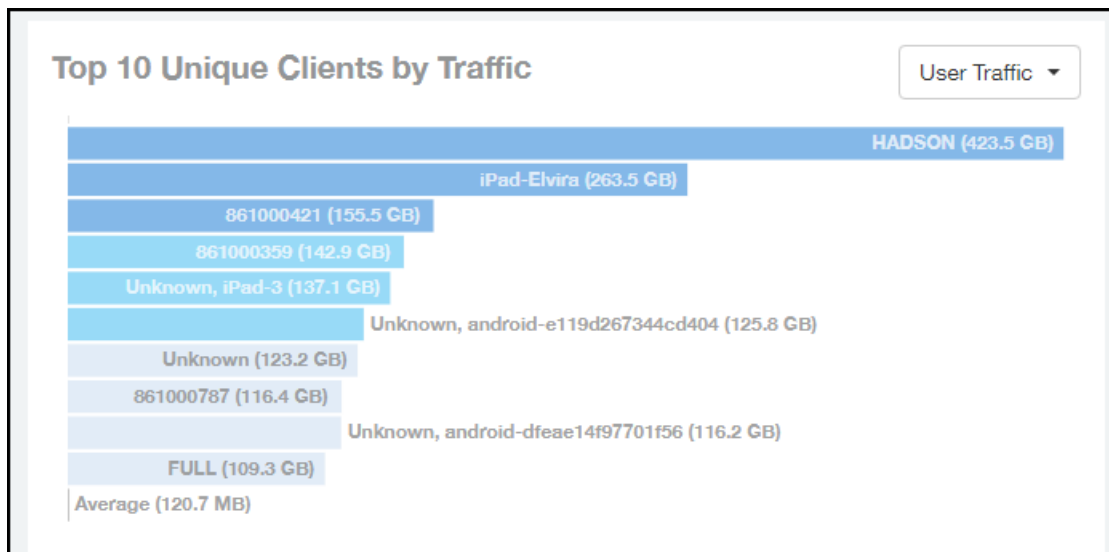 Top 10 Unique Clients by Traffic
User Traffic
HADSON (423.5 GB)
iPad-Elvira (263.5 GB)
861000421 (155.5 GB)
861000359 (142.9 GB)
Unknown, iPad-3 (137.1 GB)
Unknown, android-e119d267344cd404 (125.8 GB)
Unknown (123.2 GB)
861000787 (116.4 GB)
Unknown, android-dfeae14f97701f56 (116.2 GB)
FULL (109.3 GB)
Average (120.7 MB)